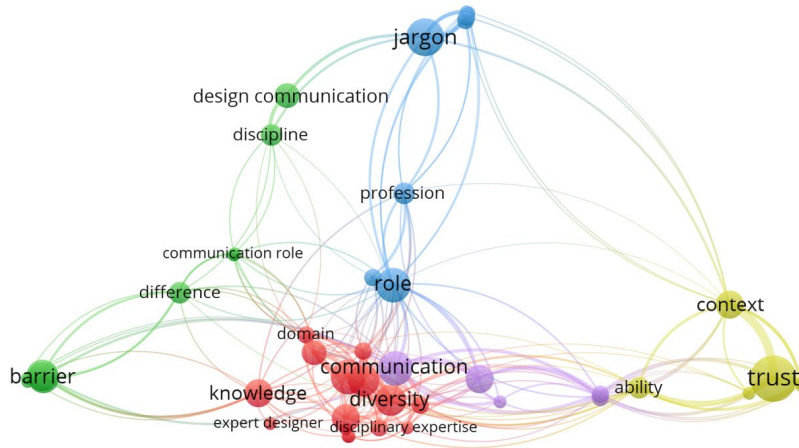 jargon
design communication
discipline
profession
communication role
role
difference
context
domain
barrier
communication
knowledge
diversity
ability
trust
expert designer
disciplinary expertise